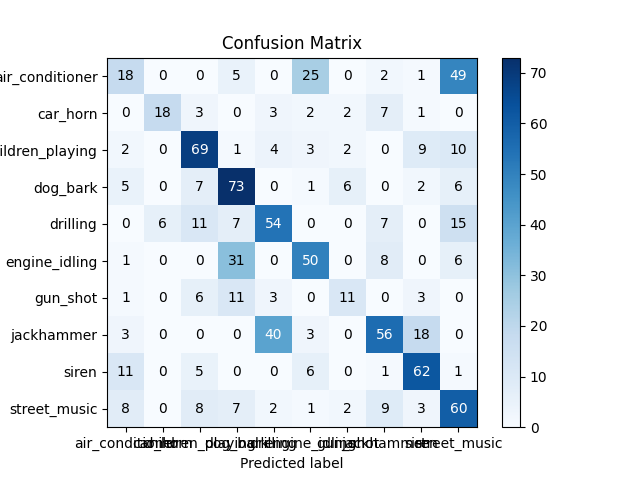 Confusion Matrix
air_conditioner 18 0 0 5 0 25 0 2 1 49
car_horn 0 18 3 0 3 2 2 7 1 0
ildren_playing 2 0 69 1 4 3 2 0 9 10
dog_bark 5 0 7 73 0 1 6 0 2 6
drilling 0 6 11 7 54 0 0 7 0 15
engine_idling 1 0 0 31 0 50 0 8 0 6
gun_shot 1 0 6 11 3 0 11 0 3 0
jackhammer 3 0 0 0 40 3 0 56 18 0
siren 11 0 5 0 0 6 0 1 62 1
street_music 8 0 8 7 2 1 2 9 3 60
street_music
Predicted label
70
60
50
40
30
20
10
0